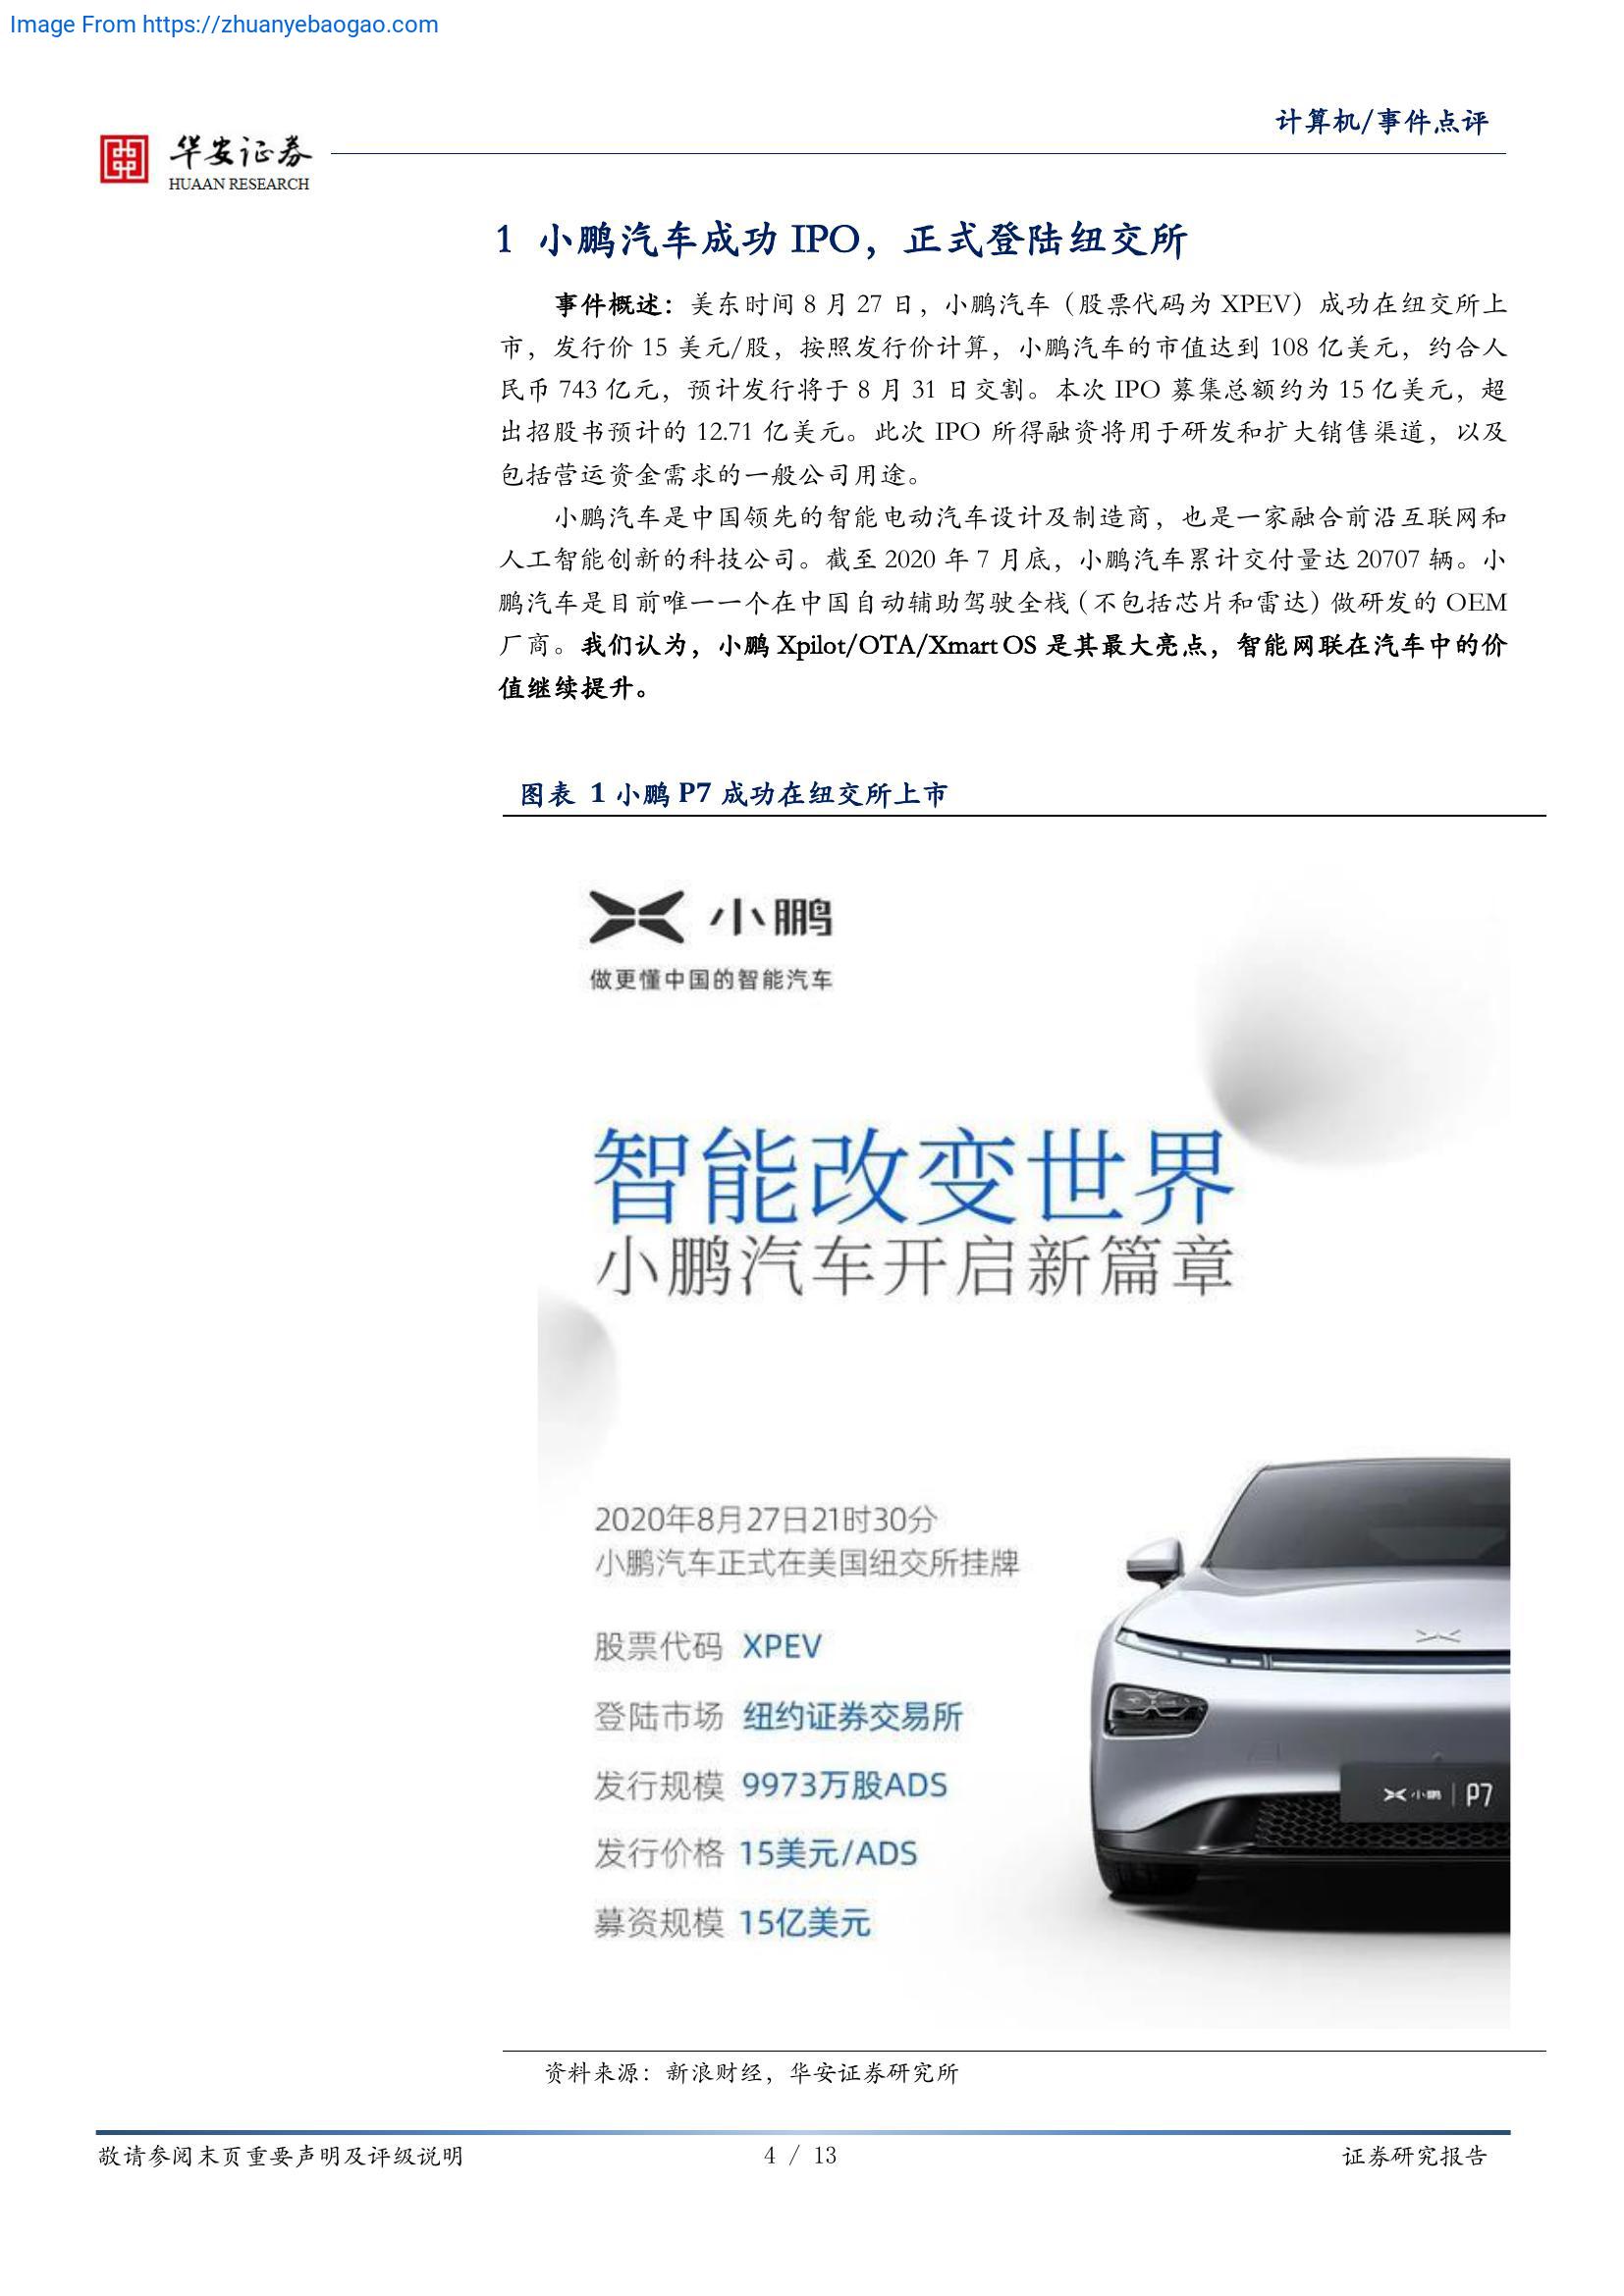 Image From https://zhuanyebaogao.com
计算机/事件点评
华安证券
HUAAN RESEARCH
1 小鹏汽车成功 IPO，正式登陆纽交所
事件概述：美东时间 8 月 27 日，小鹏汽车（股票代码为 XPEV）成功在纽交所上
市，发行价 15 美元/股，按照发行价计算，小鹏汽车的市值达到 108 亿美元，约合人
民币 743 亿元，预计发行将于 8 月 31 日交割。本次 IPO 募集总额约为 15 亿美元，超
出招股书预计的 12.71 亿美元。此次 IPO 所得融资将用于研发和扩大销售渠道，以及
包括营运资金需求的一般公司用途。
小鹏汽车是中国领先的智能电动汽车设计及制造商，也是一家融合前沿互联网和
人工智能创新的科技公司。截至 2020 年 7 月底，小鹏汽车累计交付量达 20707 辆。小
鹏汽车是目前唯一一个在中国自动辅助驾驶全栈（不包括芯片和雷达）做研发的 OEM
厂商。我们认为，小鹏 Xpilot/OTA/Xmart OS 是其最大亮点，智能网联在汽车中的价
值继续提升。
图表 1 小鹏 P7 成功在纽交所上市
小鹏
做更懂中国的智能汽车
智能改变世界
小鹏汽车开启新篇章
2020年8月27日21时30分
小鹏汽车正式在美国纽交所挂牌
股票代码 XPEV
登陆市场 纽约证券交易所
发行规模 9973万股ADS
发行价格 15美元/ADS
募资规模 15亿美元
小鹏 | P7
资料来源：新浪财经，华安证券研究所
敬请参阅末页重要声明及评级说明
4 / 13
证券研究报告